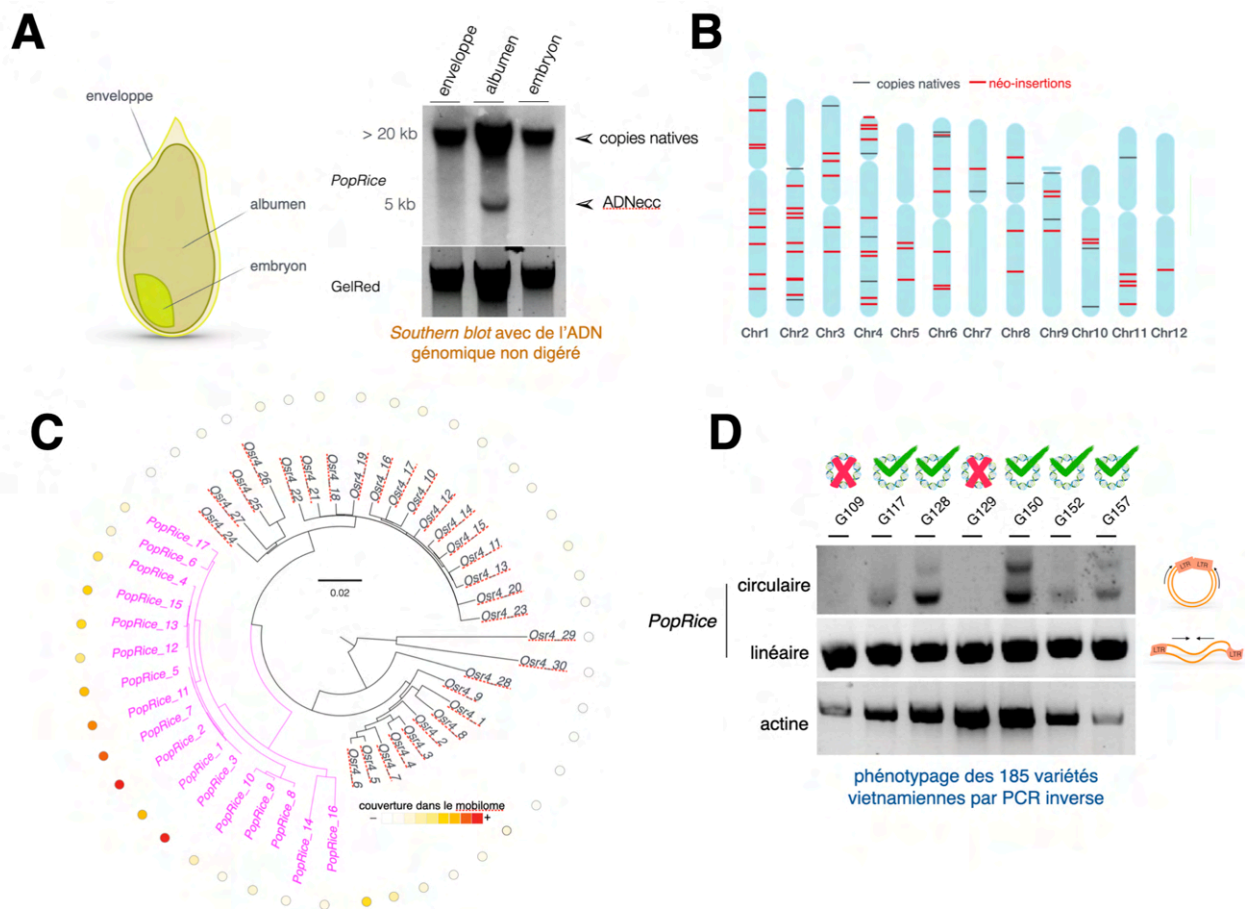 A
enveloppe
albumen
embryon
enveloppe
albumen
embryon
> 20 kb
PopRice
5 kb
copies natives
ADNecc
GelRed
Southern blot avec de l'ADN
génomique non digéré
B
copies natives
néo-insertions
Chr1 Chr2 Chr3 Chr4 Chr5 Chr6 Chr7 Chr8 Chr9 Chr10 Chr11 Chr12
C
Osr4_24
Osr4_27
Osr4_25
Osr4_26
Osr4_22
Osr4_21
Osr4_18
Osr4_19
Osr4_16
Osr4_17
Osr4_10
Osr4_12
Osr4_14
Osr4_15
Osr4_11
Osr4_13
Osr4_20
Osr4_23
Osr4_29
Osr4_30
Osr4_28
Osr4_9
Osr4_1
Osr4_8
Osr4_2
Osr4_3
Osr4_4
Osr4_7
Osr4_5
Osr4_6
PopRice_16
PopRice_14
PopRice_8
PopRice_9
PopRice_10
PopRice_3
PopRice_1
PopRice_2
PopRice_7
PopRice_11
PopRice_5
PopRice_12
PopRice_13
PopRice_15
PopRice_4
PopRice_6
PopRice_17
0.02
couverture dans le mobilome
– +
D
G109 G117 G128 G129 G150 G152 G157
PopRice
circulaire
linéaire
actine
LTR LTR
LTR LTR
phénotypage des 185 variétés
vietnamiennes par PCR inverse